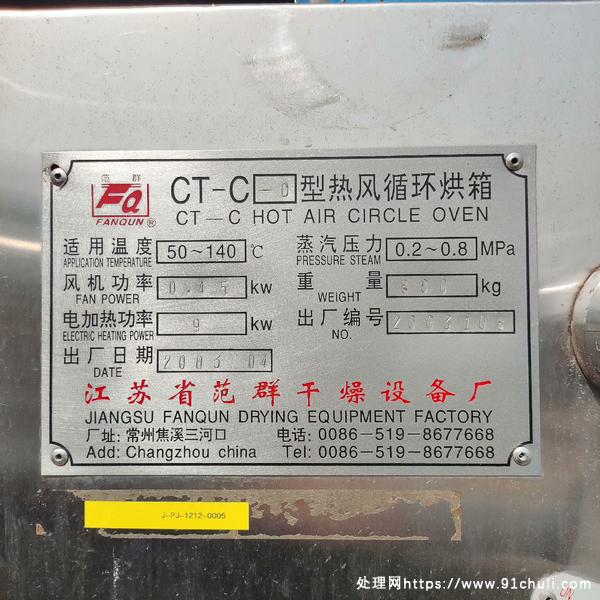 范 群
FQ
FANQUN ®
CT-C -0 型热风循环烘箱
CT—C HOT AIR CIRCLE OVEN
适用温度 50~140 ℃ 蒸汽压力 0.2~0.8 MPa
APPLICATION TEMPERATURE PRESSURE STEAM
风机功率 0.45 kw 重量 kg
FAN POWER WEIGHT
电加热功率 9 kw 出厂编号
ELECTRIC HEATING POWER NUMBER
出厂日期 2003 04
DATE
江苏省范群干燥设备厂
JIANGSU FANQUN DRYING EQUIPMENT FACTORY
厂址: 常州焦溪三河口 电话: 0086-519-8677668
Add: Changzhou china Tel: 0086-519-8677668
J-PJ-1212-0005
处理网https://www.91chuli.com/